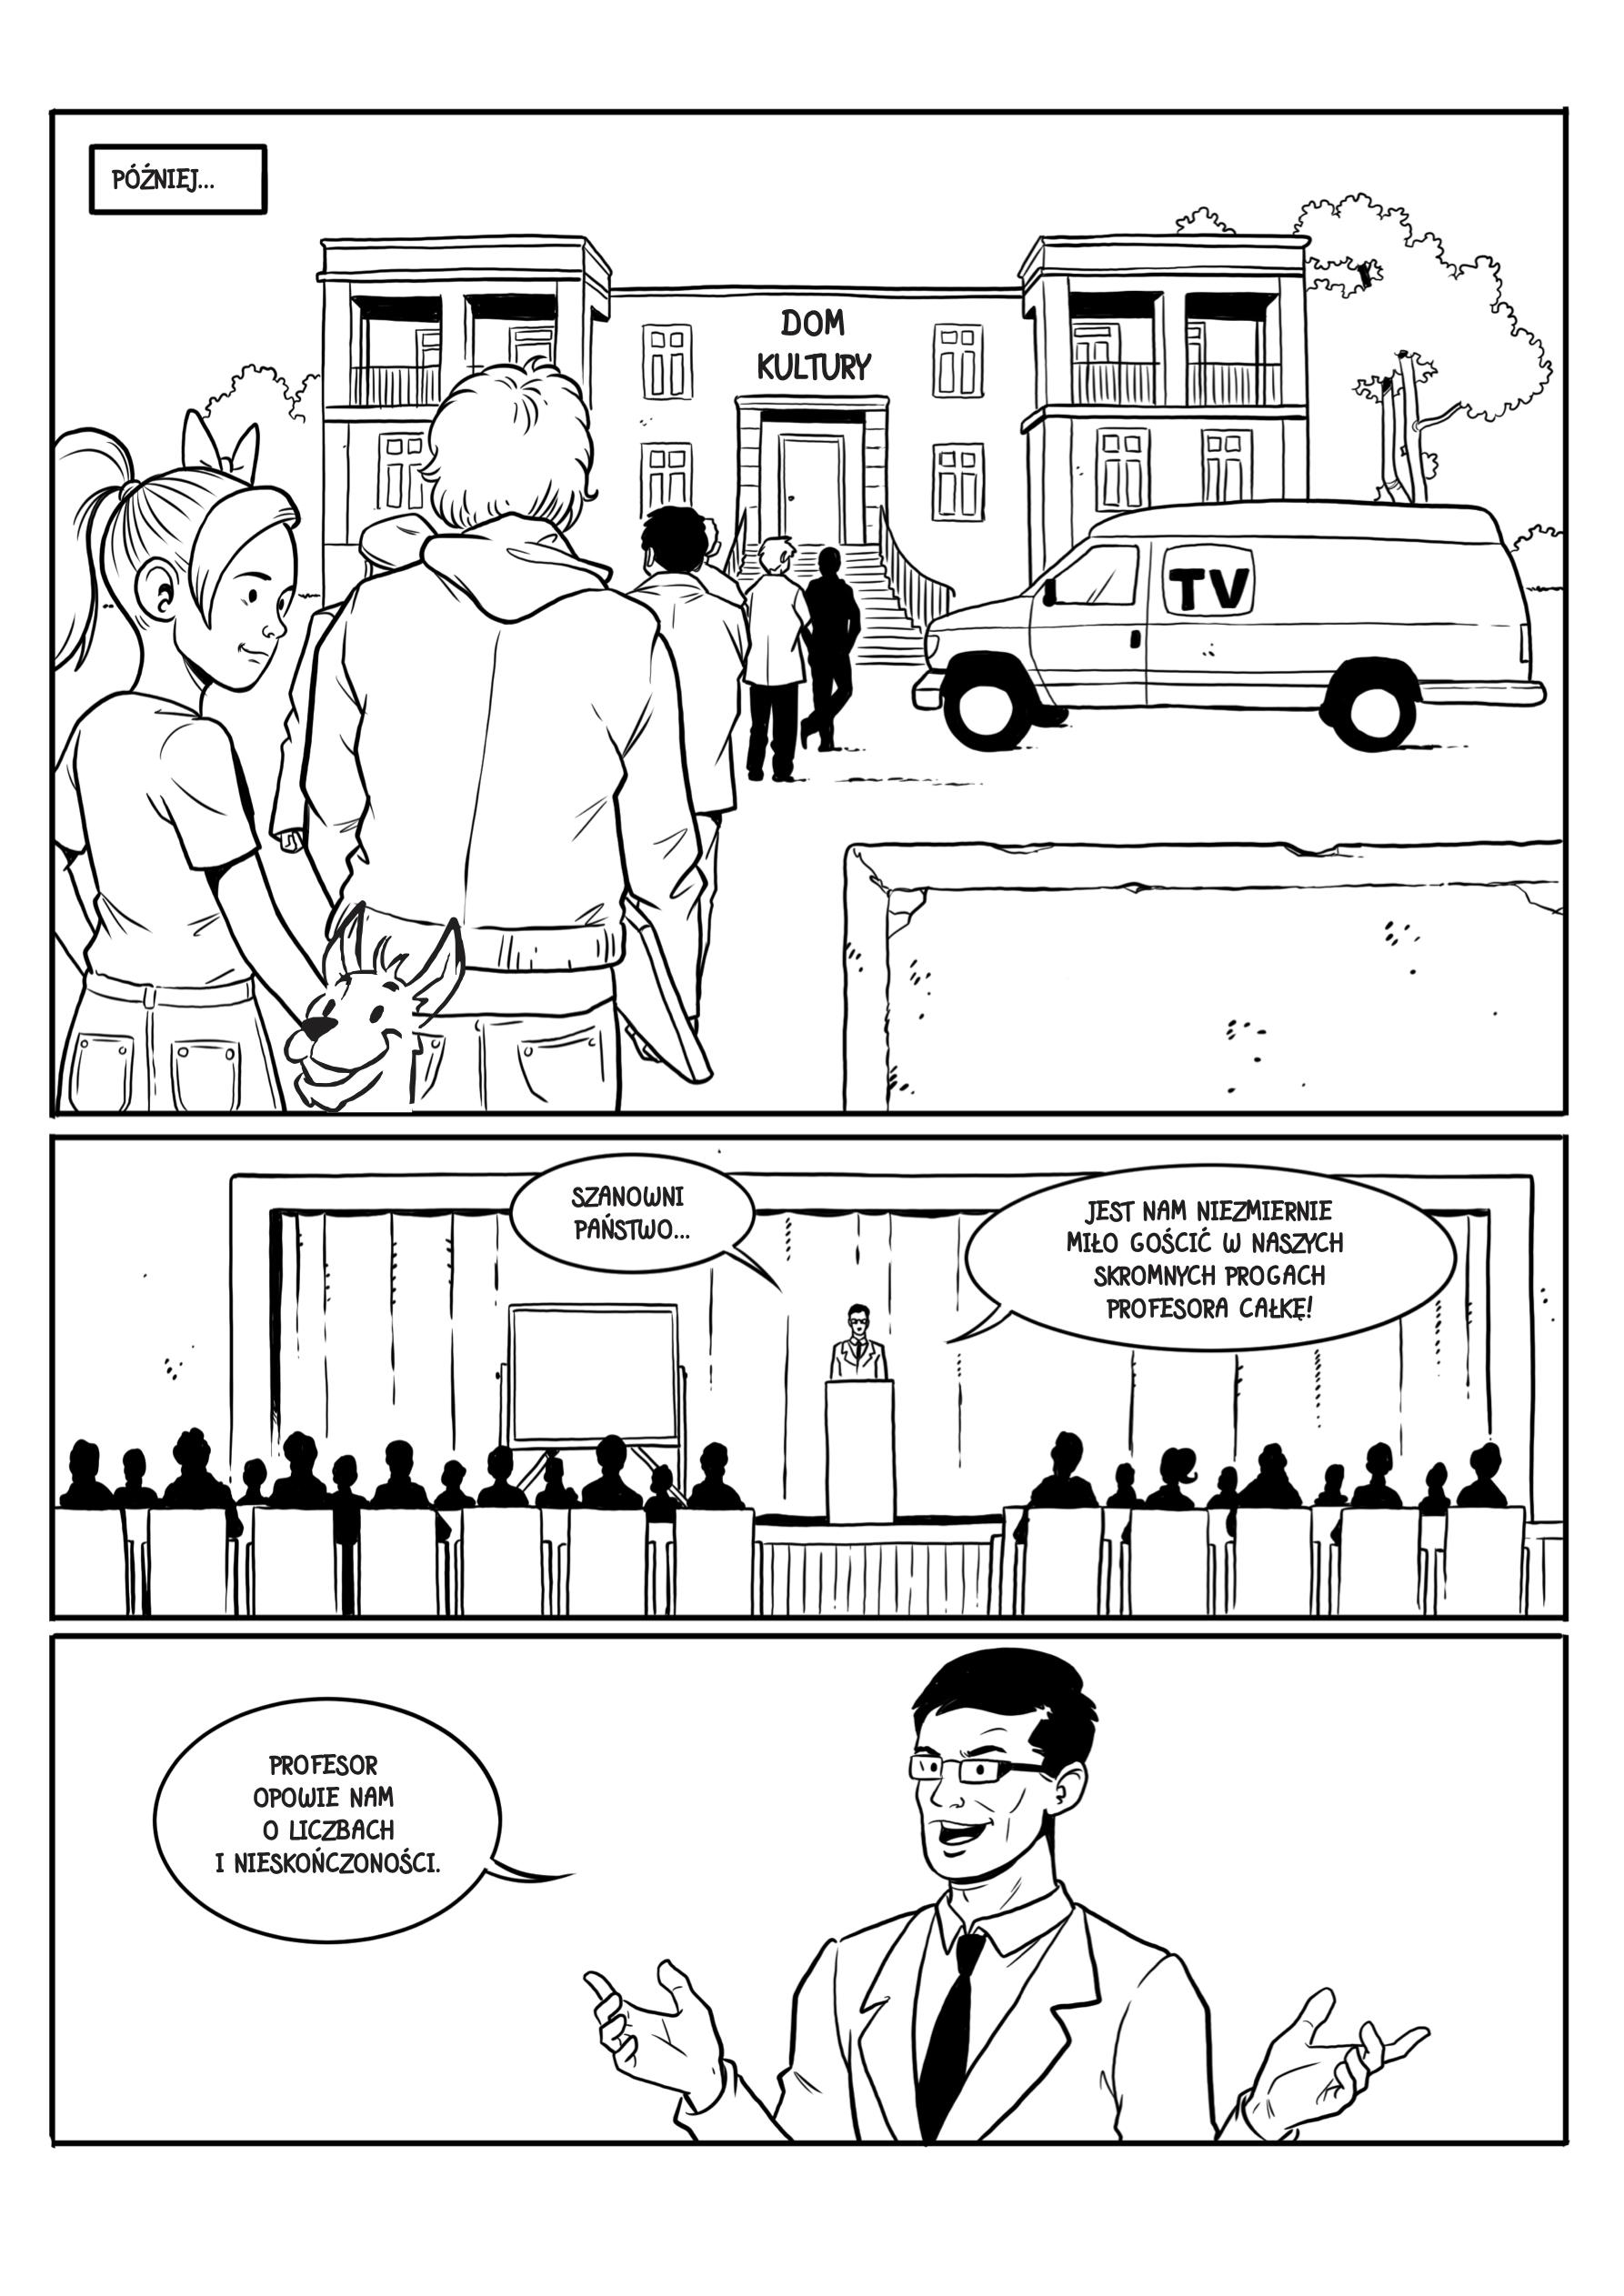 PÓŹNIEJ...
DOM
KULTURY
TV
SZANOWNI
PAŃSTWO...
JEST NAM NIEZMIERNIE
MIŁO GOŚCIĆ W NASZYCH
SKROMNYCH PROGACH
PROFESORA CAŁKĘ!
PROFESOR
OPOWIE NAM
O LICZBACH
I NIESKOŃCZONOŚCI.